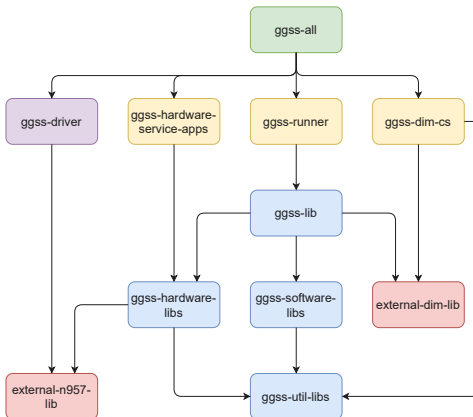 ggss-all
ggss-driver
ggss-hardware-
service-apps
ggss-runner
ggss-dim-cs
ggss-lib
ggss-hardware-
libs
ggss-software-
libs
external-dim-lib
external-n957-
lib
ggss-util-libs